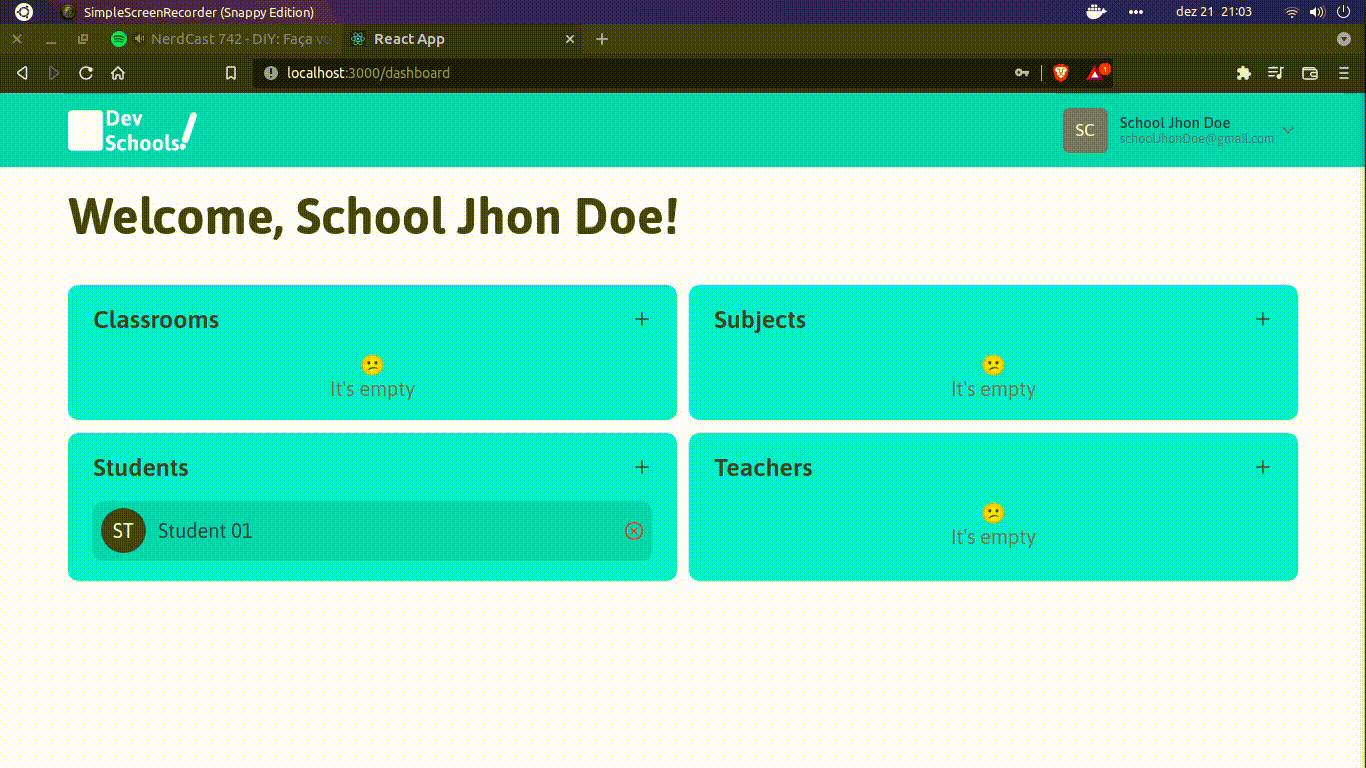 SimpleScreenRecorder (Snappy Edition)
dez 21 21:03
NerdCast 742 - DIY: Faça vo
React App
localhost:3000/dashboard
1
Dev
Schools!
SC
School Jhon Doe
schoolJhonDoe@gmail.com
Welcome, School Jhon Doe!
Classrooms
Subjects
It's empty
It's empty
Students
Teachers
ST
Student 01
It's empty